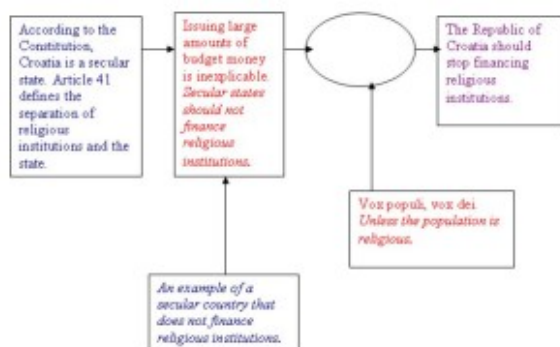 According to the
Constitution,
Croatia is a secular
state. Article 41
defines the
separation of
religious
institutions and the
state.
Issuing large
amounts of
budget money
is inexplicable.
Secular states
should not
finance
religious
institutions.
The Republic of
Croatia should
stop financing
religious
institutions.
Vox populi, vox dei.
Unless the population is
religious.
An example of a
secular country that
does not finance
religious institutions.